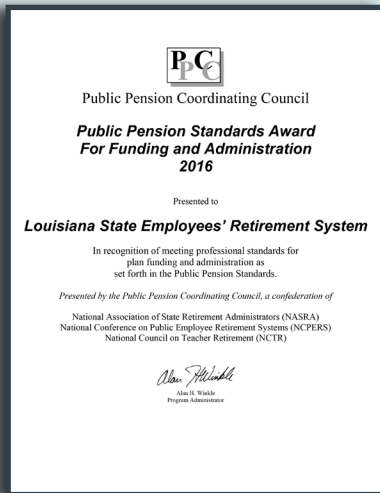 PPCC
Public Pension Coordinating Council
Public Pension Standards Award
For Funding and Administration
2016
Presented to
Louisiana State Employees' Retirement System
In recognition of meeting professional standards for
plan funding and administration as
set forth in the Public Pension Standards.
Presented by the Public Pension Coordinating Council, a confederation of
National Association of State Retirement Administrators (NASRA)
National Conference on Public Employee Retirement Systems (NCPERS)
National Council on Teacher Retirement (NCTR)
Alan H. Winkle
Alan H. Winkle
Program Administrator